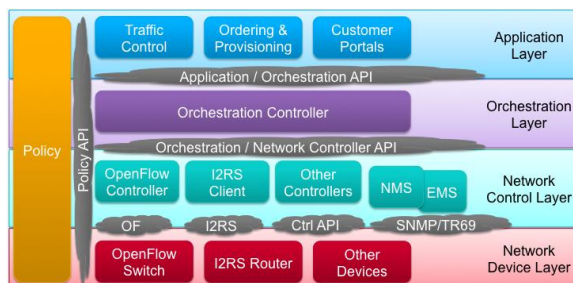 Policy
Policy API
Traffic
Control
Ordering &
Provisioning
Customer
Portals
Application
Layer
Application / Orchestration API
Orchestration Controller
Orchestration
Layer
Orchestration / Network Controller API
OpenFlow
Controller
I2RS
Client
Other
Controllers
NMS
EMS
Network
Control Layer
OF
I2RS
Ctrl API
SNMP/TR69
OpenFlow
Switch
I2RS Router
Other
Devices
Network
Device Layer